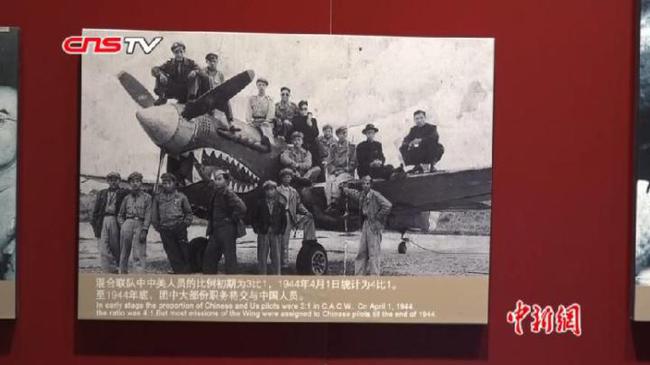 CNSTV
混合联队中中美人员的比例初期为3比1，1944年4月1日统计为4比1。
至1944年底，团中大部份职务移交与中国人员。
In early stage the proportion of Chinese and Us pilots were 3:1 in C.A.C.W.. On April 1, 1944
the ratio was 4:1.But most emissions of the Wing were assigned to Chinese pilots till the end of 1944.
中新网